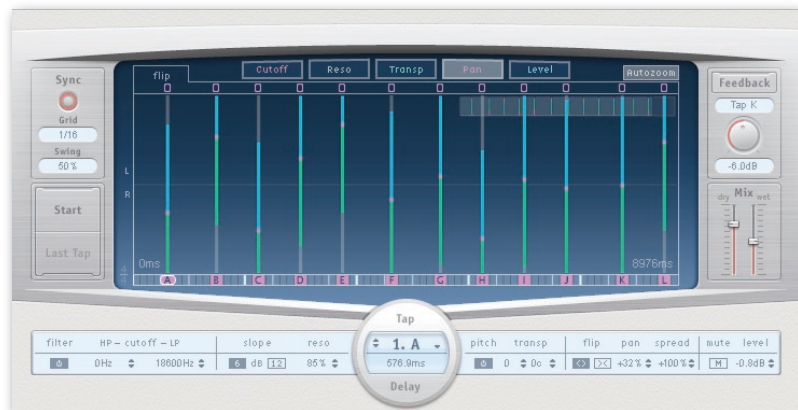 flip Cutoff Reso Transp Pan Level Autozoom
Sync
Grid
1/16
Swing
50%
Start
Last Tap
L
R
0ms 8976ms
4
4
A B C D E F G H I J K L
Feedback
Tap K
-6.0dB
dry Mix wet
Tap
1. A
576.9ms
Delay
filter HP – cutoff – LP slope reso
0Hz 18600Hz 6 dB 12 85%
pitch transp flip pan spread mute level
0 0c +32% +100% M -0.8dB